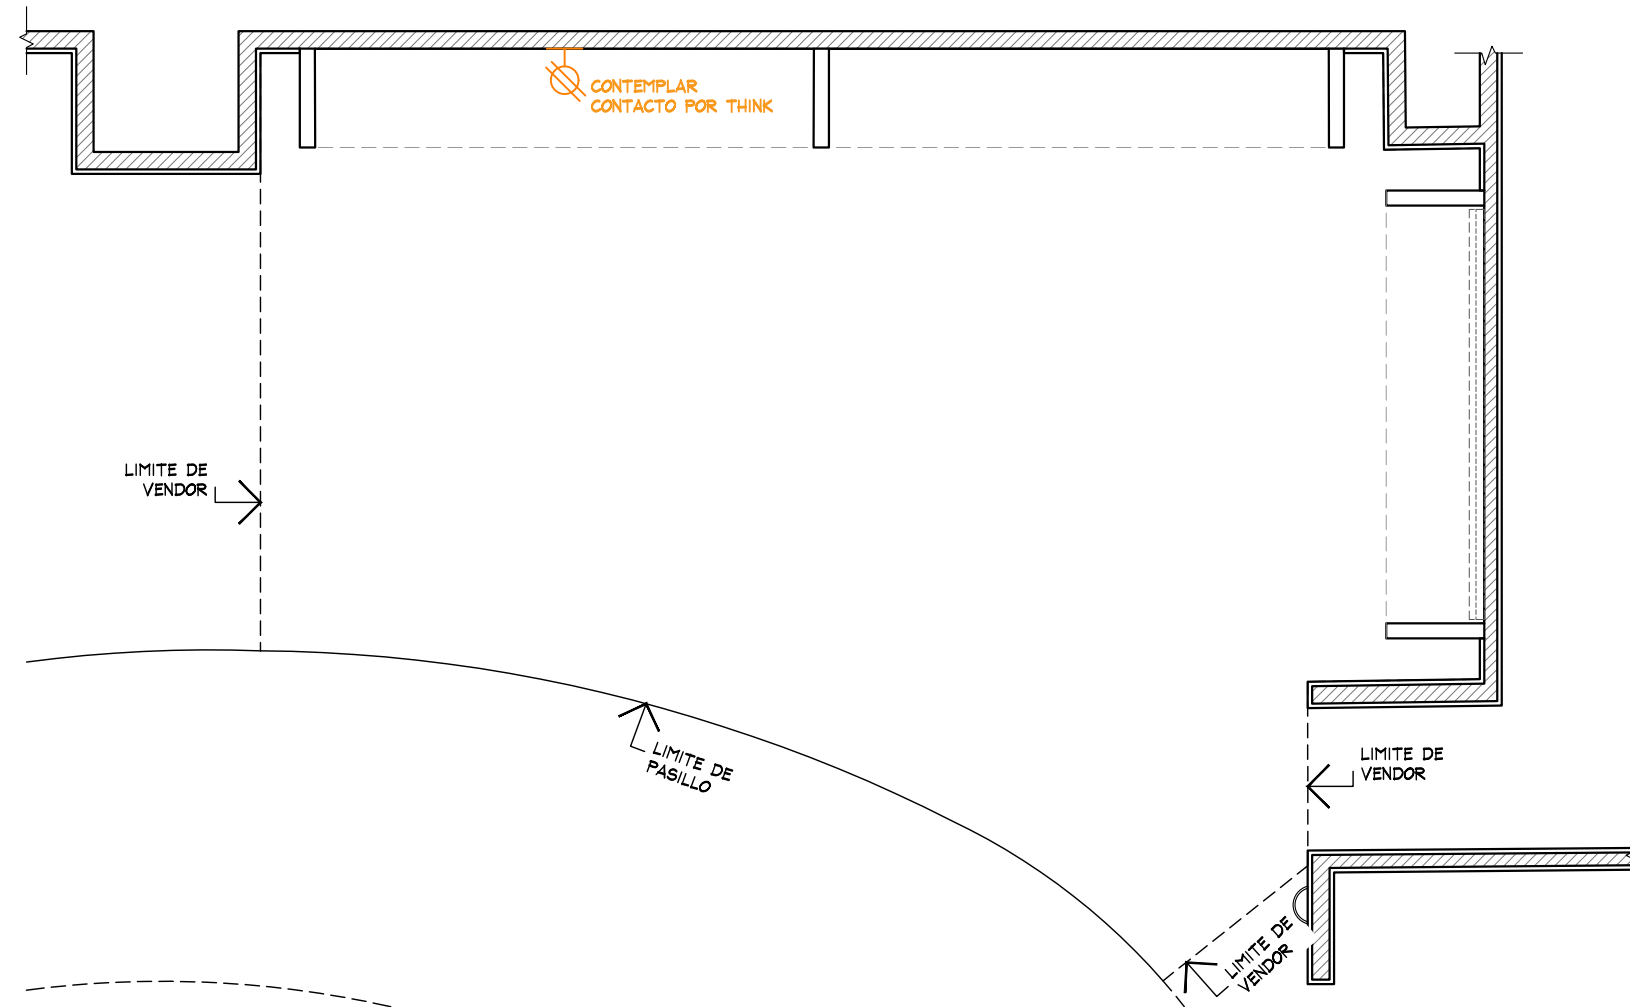 CONTEMPLAR
CONTACTO POR THINK
LIMITE DE
VENDOR
LIMITE DE
PASILLO
LIMITE DE
VENDOR
LIMITE DE
VENDOR